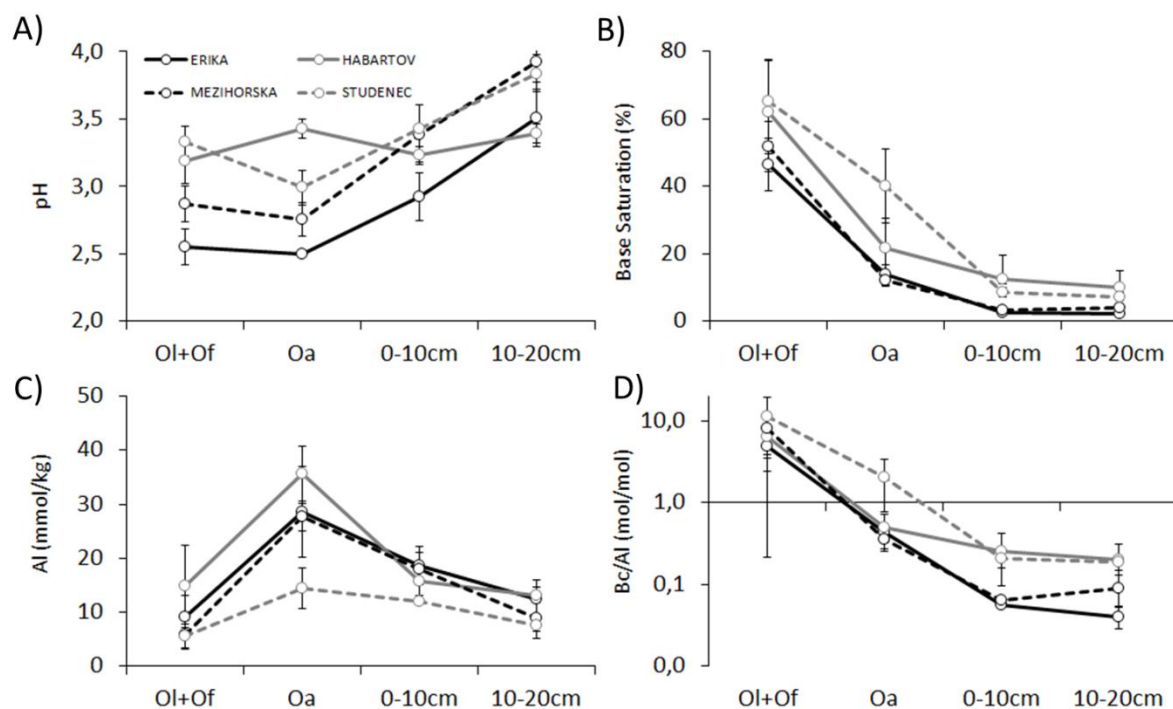 A)
4,0
3,5
3,0
2,5
2,0
pH
ERIKA
HABARTOV
MEZIHORSKA
STUDENEC
Ol+Of
Oa
0-10cm
10-20cm
B)
80
60
40
20
0
Base Saturation (%)
Ol+Of
Oa
0-10cm
10-20cm
C)
50
40
30
20
10
0
Al (mmol/kg)
Ol+Of
Oa
0-10cm
10-20cm
D)
10,0
1,0
0,1
0,0
Bc/Al (mol/mol)
Ol+Of
Oa
0-10cm
10-20cm